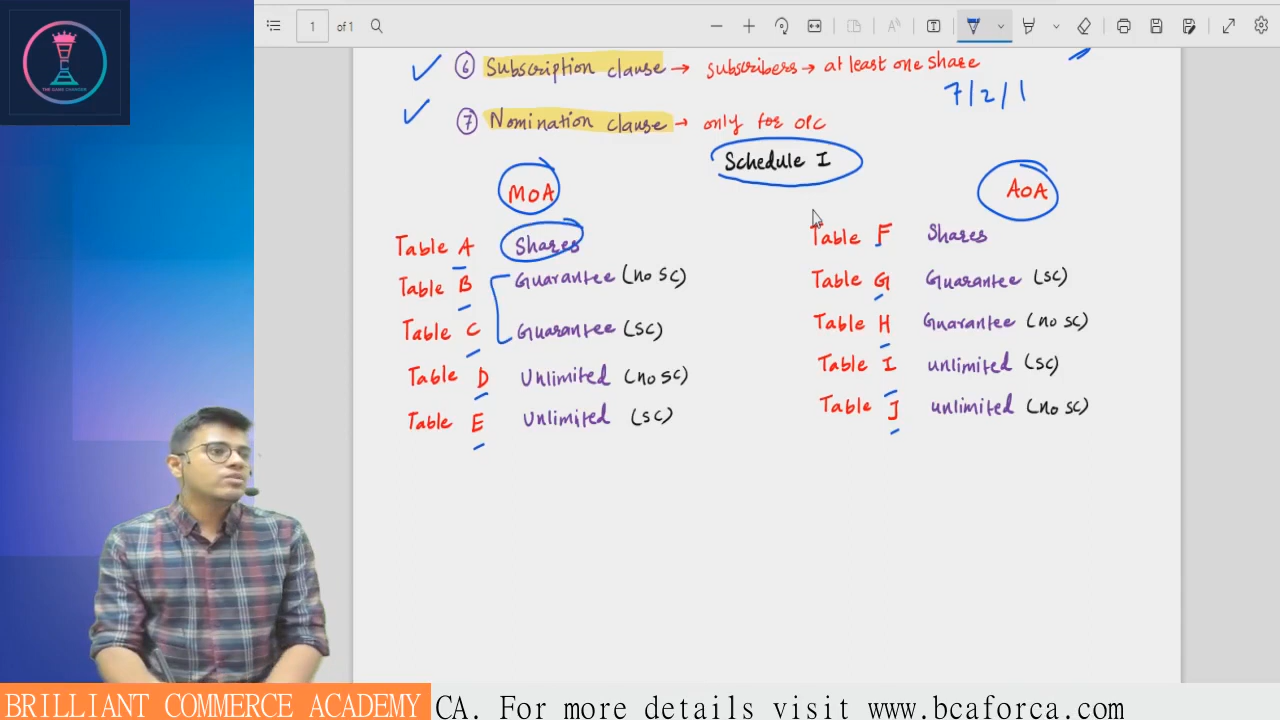 1 of 1
⑥ Subscription clause → subscribers → at least one share
7/2/1
⑦ Nomination clause → only for OPC
Schedule I
MOA
AOA
Table A Shares
Table B Guarantee (no SC)
Table C Guarantee (SC)
Table D Unlimited (no SC)
Table E Unlimited (SC)
Table F Shares
Table G Guarantee (SC)
Table H Guarantee (no SC)
Table I unlimited (SC)
Table J unlimited (no SC)
THE GAME CHANGER
BRILLIANT COMMERCE ACADEMY CA. For more details visit www.bcaforca.com